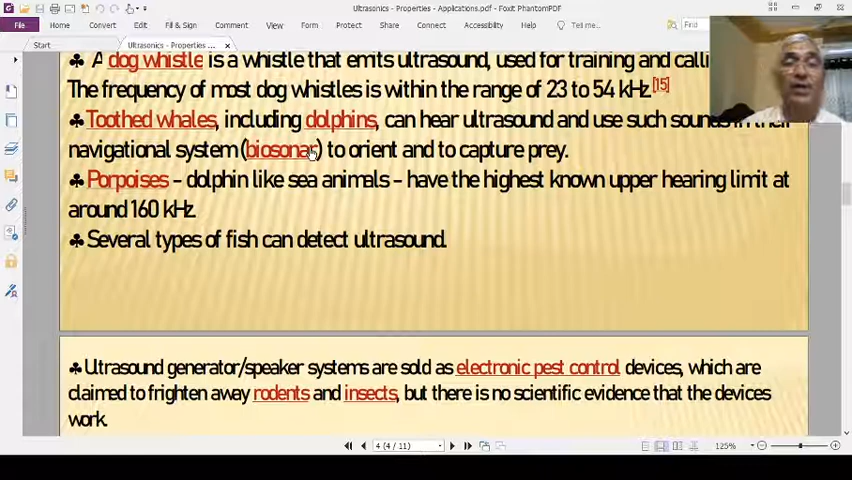 Ultrasonics - Properties - Applications.pdf - Foxit PhantomPDF
File Home Convert Edit Fill & Sign Comment View Form Protect Share Connect Accessibility Help Tell me... Find
Start Ultrasonics - Properties ... ×
♣ A dog whistle is a whistle that emits ultrasound, used for training and
The frequency of most dog whistles is within the range of 23 to 54 kHz.[15]
♣Toothed whales, including dolphins, can hear ultrasound and use such sounds in their
navigational system (biosonar) to orient and to capture prey.
♣Porpoises – dolphin like sea animals – have the highest known upper hearing limit at
around 160 kHz.
♣Several types of fish can detect ultrasound.
♣Ultrasound generator/speaker systems are sold as electronic pest control devices, which are
claimed to frighten away rodents and insects, but there is no scientific evidence that the devices
work.
4 (4 / 11) 125%